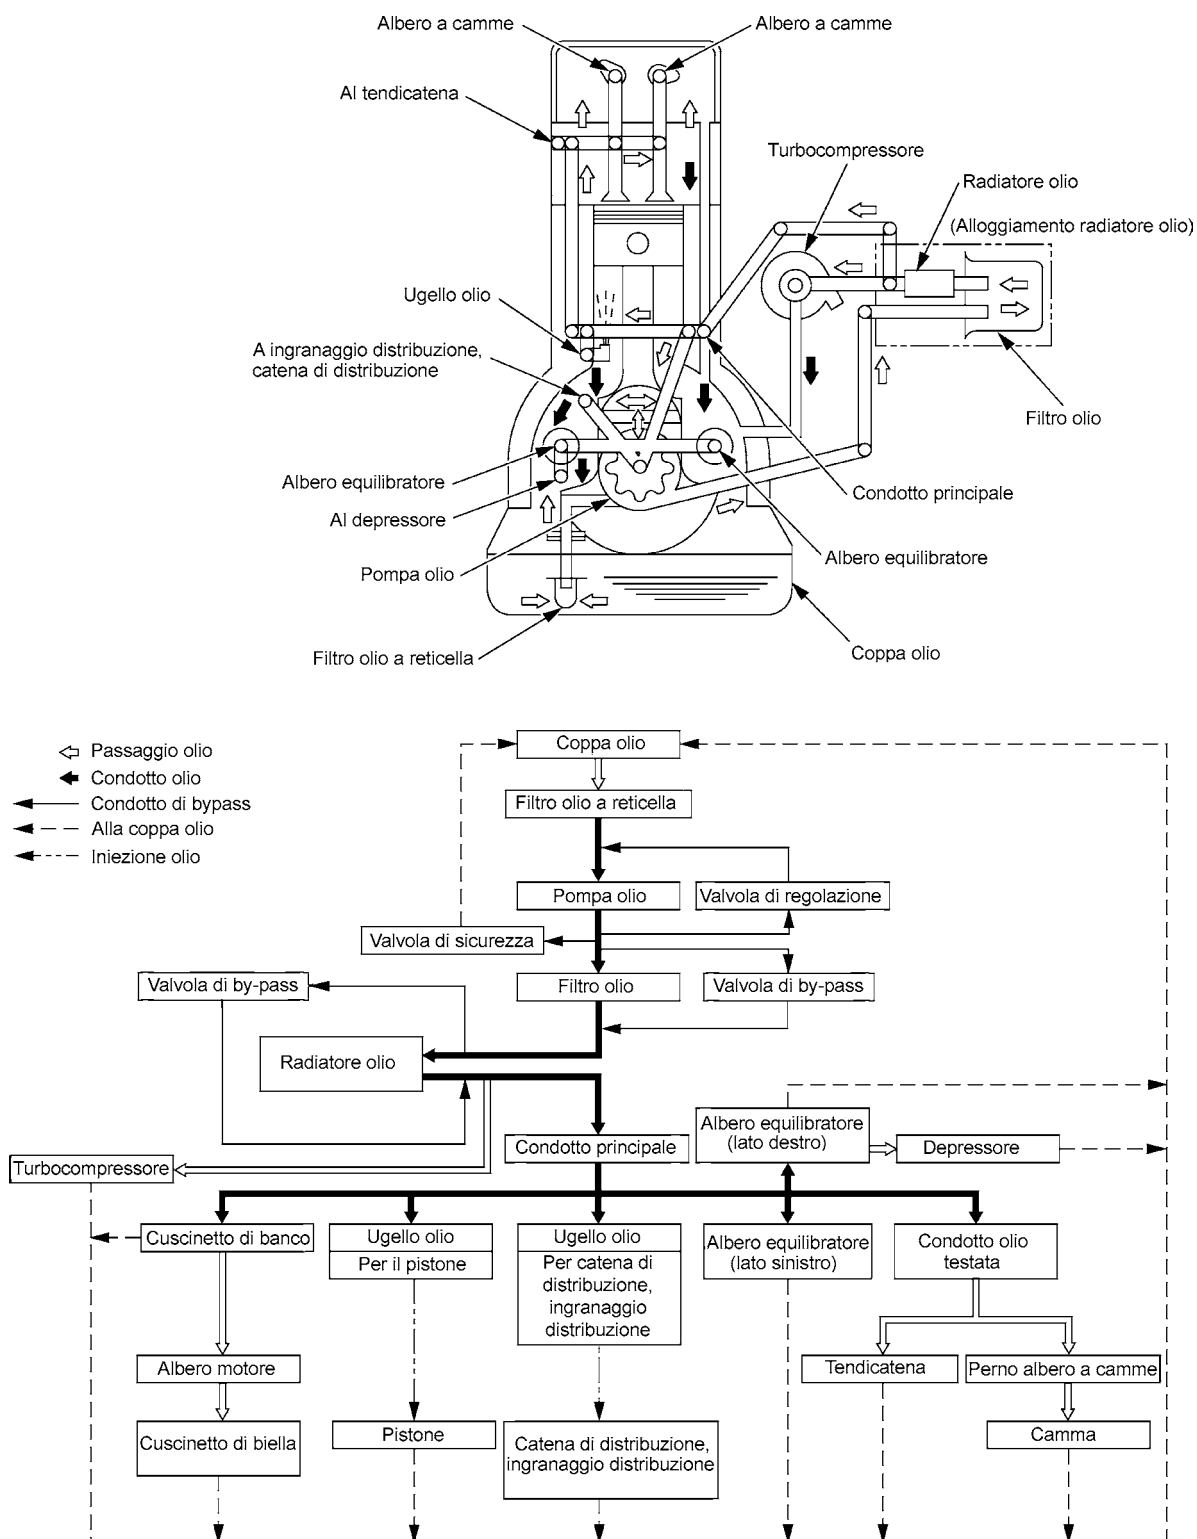 Albero a camme
Albero a camme
Al tendicatena
Turbocompressore
Radiatore olio
(Alloggiamento radiatore olio)
Ugello olio
A ingranaggio distribuzione,
catena di distribuzione
Filtro olio
Albero equilibratore
Condotto principale
Al depressore
Albero equilibratore
Pompa olio
Coppa olio
Filtro olio a reticella
Passaggio olio
Condotto olio
Condotto di bypass
Alla coppa olio
Iniezione olio
Coppa olio
Filtro olio a reticella
Pompa olio
Valvola di regolazione
Valvola di sicurezza
Valvola di by-pass
Filtro olio
Valvola di by-pass
Radiatore olio
Albero equilibratore
(lato destro)
Depressore
Condotto principale
Turbocompressore
Cuscinetto di banco
Ugello olio
Per il pistone
Ugello olio
Per catena di
distribuzione,
ingranaggio
distribuzione
Albero equilibratore
(lato sinistro)
Condotto olio
testata
Albero motore
Tendicatena
Perno albero a camme
Cuscinetto di biella
Pistone
Catena di distribuzione,
ingranaggio distribuzione
Camma